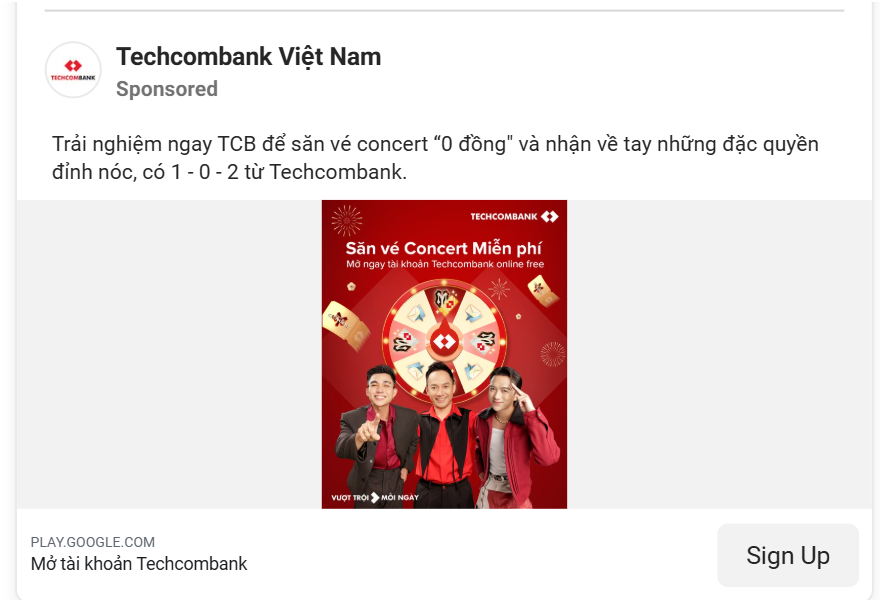 Techcombank Việt Nam
TECHCOMBANK
Sponsored
Trải nghiệm ngay TCB để săn vé concert “0 đồng" và nhận về tay những đặc quyền
đỉnh nóc, có 1 - 0 - 2 từ Techcombank.
TECHCOMBANK
Săn vé Concert Miễn phí
Mở ngay tài khoản Techcombank online free
VƯỢT TRỘI MỖI NGÀY
PLAY.GOOGLE.COM
Mở tài khoản Techcombank
Sign Up